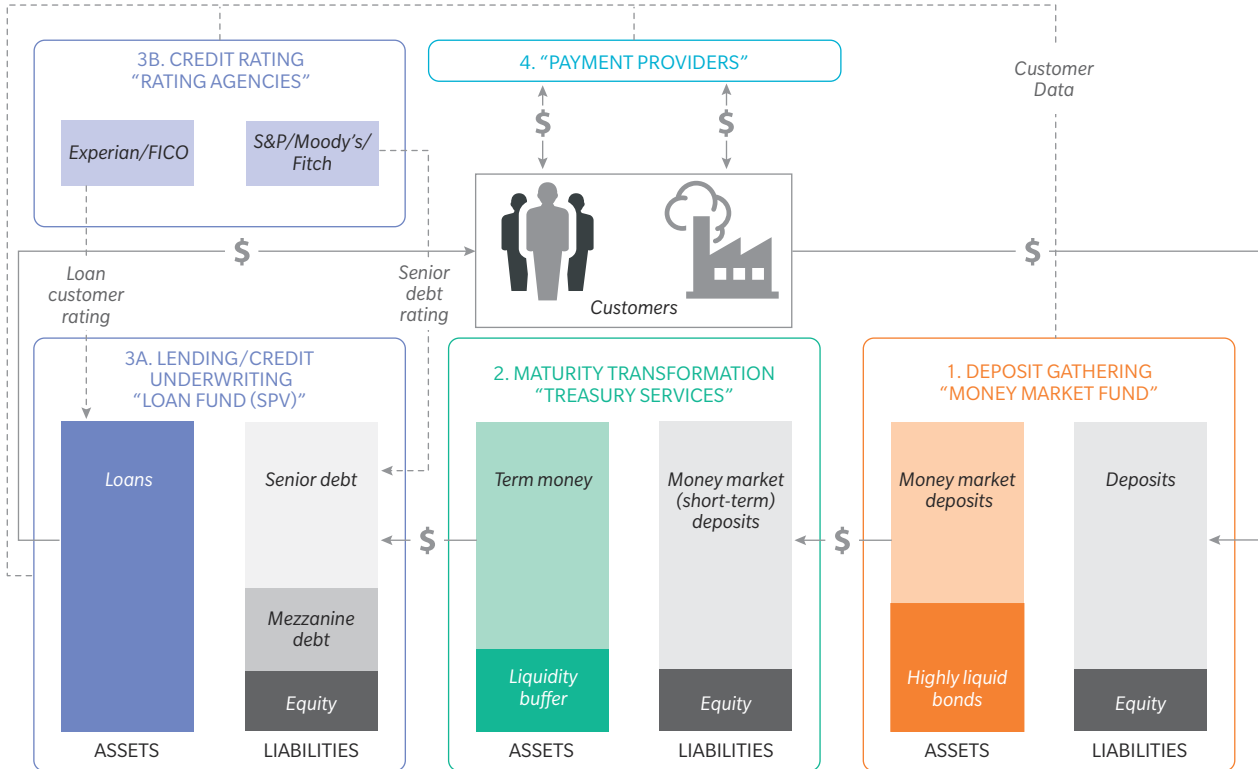 3B. CREDIT RATING
“RATING AGENCIES”
Experian/FICO
S&P/Moody’s/
Fitch
4. “PAYMENT PROVIDERS”
Customer
Data
$
$
Customers
$
$
Loan
customer
rating
Senior
debt
rating
3A. LENDING/CREDIT
UNDERWRITING
“LOAN FUND (SPV)”
Loans
Senior debt
Mezzanine
debt
Equity
ASSETS
LIABILITIES
$
2. MATURITY TRANSFORMATION
“TREASURY SERVICES”
Term money
Liquidity
buffer
Money market
(short-term)
deposits
Equity
ASSETS
LIABILITIES
$
1. DEPOSIT GATHERING
“MONEY MARKET FUND”
Money market
deposits
Highly liquid
bonds
Deposits
Equity
ASSETS
LIABILITIES